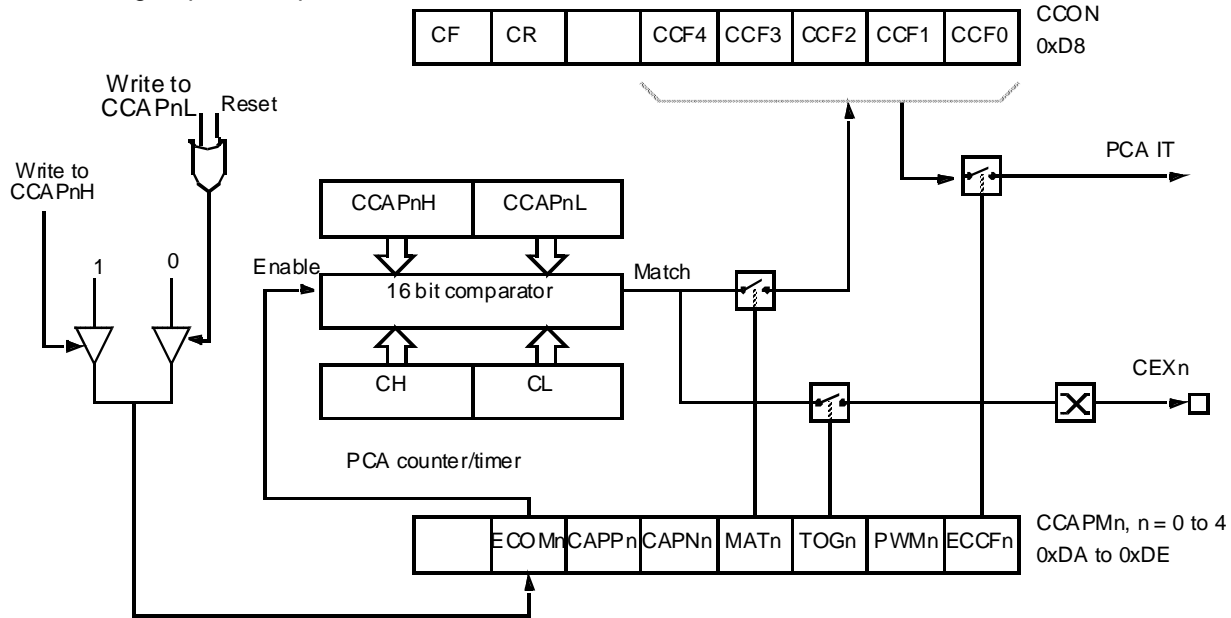 CF CR CCF4 CCF3 CCF2 CCF1 CCF0
CCON
0xD8
Write to
CCAPnL
Reset
Write to
CCAPnH
PCA IT
CCAPnH CCAPnL
1 0
Enable
16 bit comparator
Match
CH CL
CEXn
PCA counter/timer
ECOMn CAPPn CAPNn MATn TOGn PWMn ECCFn
CCAPMn, n = 0 to 4
0xDA to 0xDE